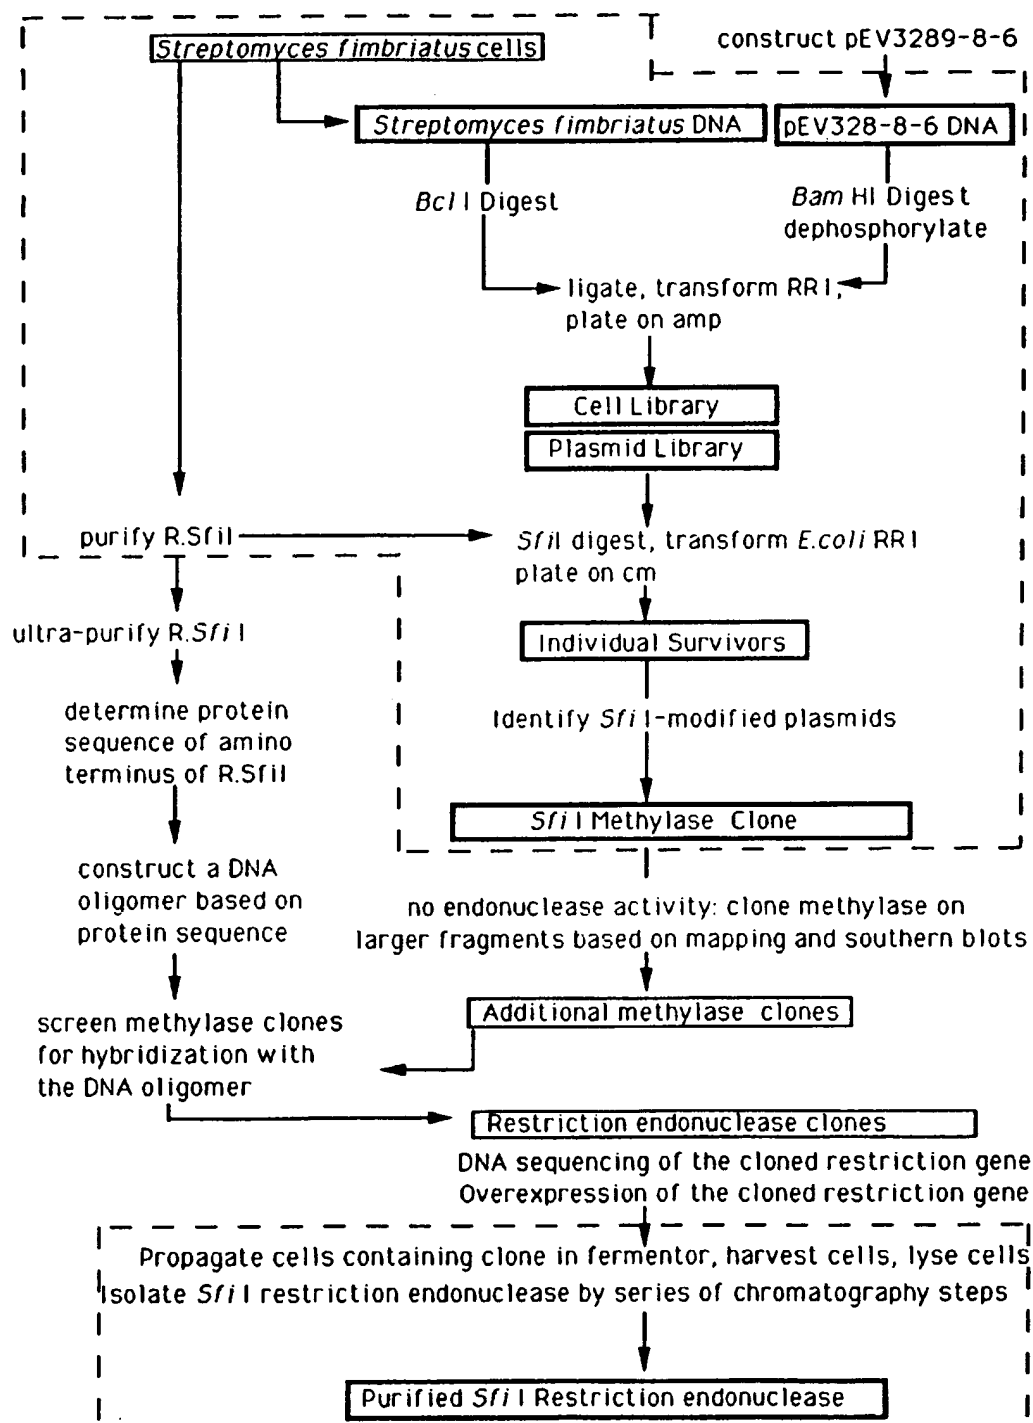 Streptomyces fimbriatus cells
construct pEV3289-8-6
Streptomyces fimbriatus DNA
pEV328-8-6 DNA
Bcl I Digest
Bam HI Digest
dephosphorylate
ligate, transform RR1,
plate on amp
Cell Library
Plasmid Library
purify R.SfiI
SfiI digest, transform E.coli RR1
plate on cm
ultra-purify R.Sfi I
Individual Survivors
determine protein
sequence of amino
terminus of R.SfiI
Identify Sfi I-modified plasmids
Sfi I Methylase Clone
construct a DNA
oligomer based on
protein sequence
no endonuclease activity: clone methylase on
larger fragments based on mapping and southern blots
Additional methylase clones
screen methylase clones
for hybridization with
the DNA oligomer
Restriction endonuclease clones
DNA sequencing of the cloned restriction gene
Overexpression of the cloned restriction gene
Propagate cells containing clone in fermentor, harvest cells, lyse cells
Isolate Sfi I restriction endonuclease by series of chromatography steps
Purified Sfi I Restriction endonuclease